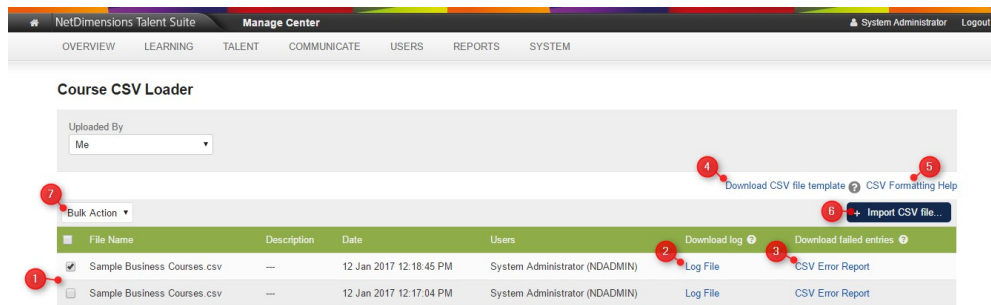 NetDimensions Talent Suite Manage Center System Administrator Logout
OVERVIEW LEARNING TALENT COMMUNICATE USERS REPORTS SYSTEM
Course CSV Loader
Uploaded By
Me
4 5
Download CSV file template ? CSV Formatting Help
7
Bulk Action 6 + Import CSV file...
File Name Description Date Users Download log ? Download failed entries ?
2 3
Sample Business Courses.csv --- 12 Jan 2017 12:18:45 PM System Administrator (NDADMIN) Log File CSV Error Report
1
Sample Business Courses.csv --- 12 Jan 2017 12:17:04 PM System Administrator (NDADMIN) Log File CSV Error Report